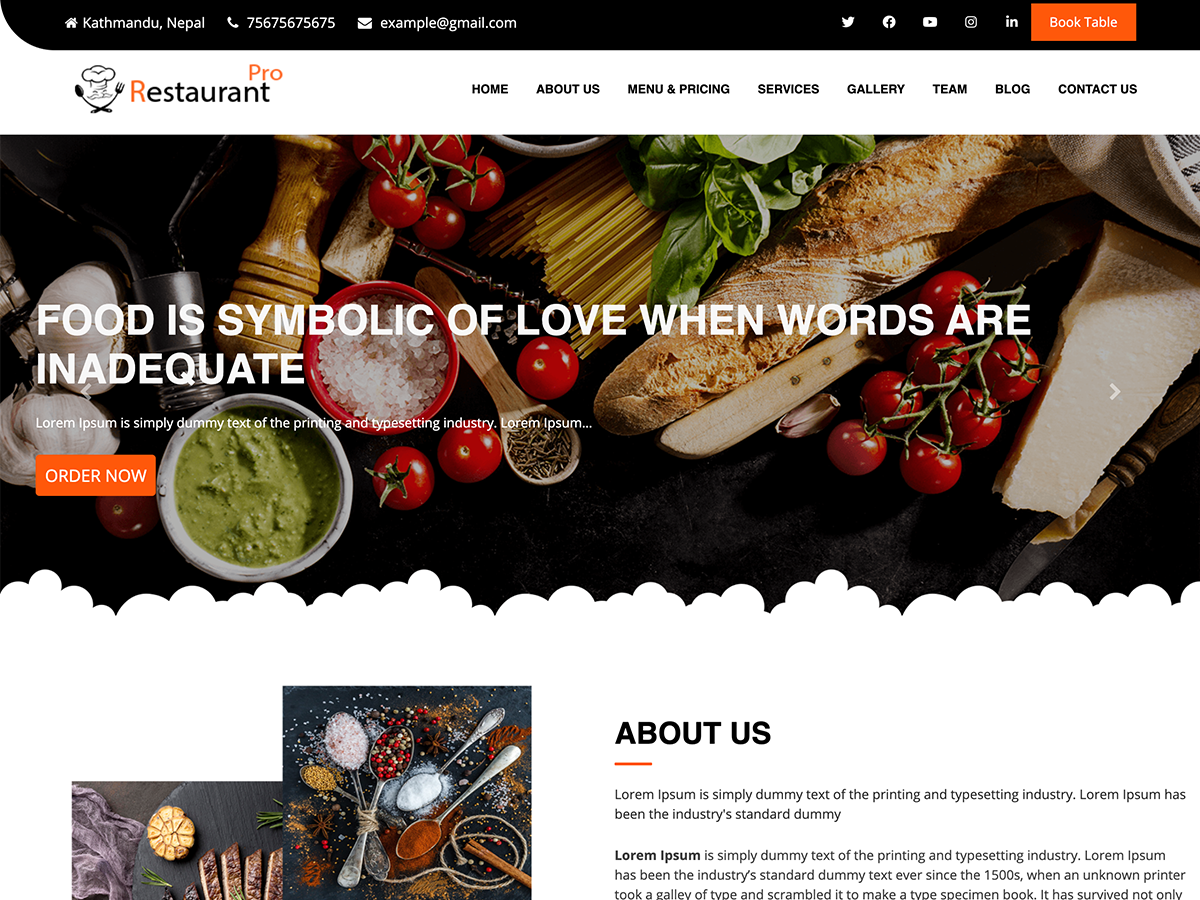 Kathmandu, Nepal 75675675675 example@gmail.com Book Table
Pro
Restaurant
HOME ABOUT US MENU & PRICING SERVICES GALLERY TEAM BLOG CONTACT US
FOOD IS SYMBOLIC OF LOVE WHEN WORDS ARE
INADEQUATE
Lorem Ipsum is simply dummy text of the printing and typesetting industry. Lorem Ipsum...
ORDER NOW
ABOUT US
Lorem Ipsum is simply dummy text of the printing and typesetting industry. Lorem Ipsum has
been the industry's standard dummy
Lorem Ipsum is simply dummy text of the printing and typesetting industry. Lorem Ipsum
has been the industry’s standard dummy text ever since the 1500s, when an unknown printer
took a galley of type and scrambled it to make a type specimen book. It has survived not only